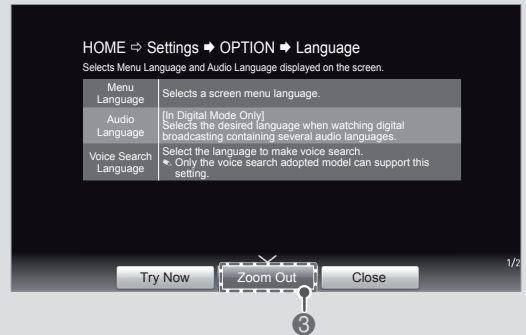 HOME ⇨ Settings ➡ OPTION ➡ Language
Selects Menu Language and Audio Language displayed on the screen.
Menu
Language
Selects a screen menu language.
Audio
Language
[In Digital Mode Only]
Selects the desired language when watching digital
broadcasting containing several audio languages.
Voice Search
Language
Select the language to make voice search.
Only the voice search adopted model can support this
setting.
1/2
Try Now
Zoom Out
Close
3